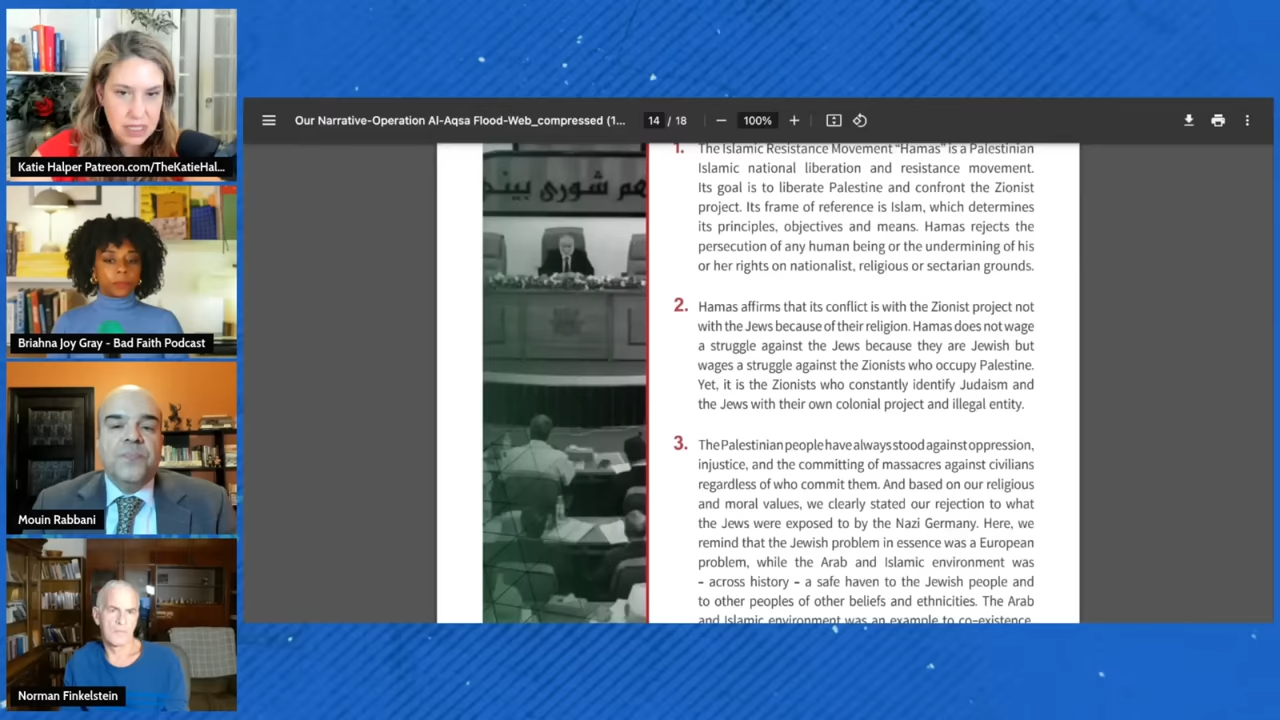 Katie Halper Patreon.com/TheKatieHal...
Briahna Joy Gray - Bad Faith Podcast
Mouin Rabbani
Norman Finkelstein
Our Narrative-Operation Al-Aqsa Flood-Web_compressed (1...
14 / 18
100%
1. The Islamic Resistance Movement “Hamas” is a Palestinian
Islamic national liberation and resistance movement.
Its goal is to liberate Palestine and confront the Zionist
project. Its frame of reference is Islam, which determines
its principles, objectives and means. Hamas rejects the
persecution of any human being or the undermining of his
or her rights on nationalist, religious or sectarian grounds.
2. Hamas affirms that its conflict is with the Zionist project not
with the Jews because of their religion. Hamas does not wage
a struggle against the Jews because they are Jewish but
wages a struggle against the Zionists who occupy Palestine.
Yet, it is the Zionists who constantly identify Judaism and
the Jews with their own colonial project and illegal entity.
3. The Palestinian people have always stood against oppression,
injustice, and the committing of massacres against civilians
regardless of who commit them. And based on our religious
and moral values, we clearly stated our rejection to what
the Jews were exposed to by the Nazi Germany. Here, we
remind that the Jewish problem in essence was a European
problem, while the Arab and Islamic environment was
– across history – a safe haven to the Jewish people and
to other peoples of other beliefs and ethnicities. The Arab
and Islamic environment was an example to co-existence,
شورى